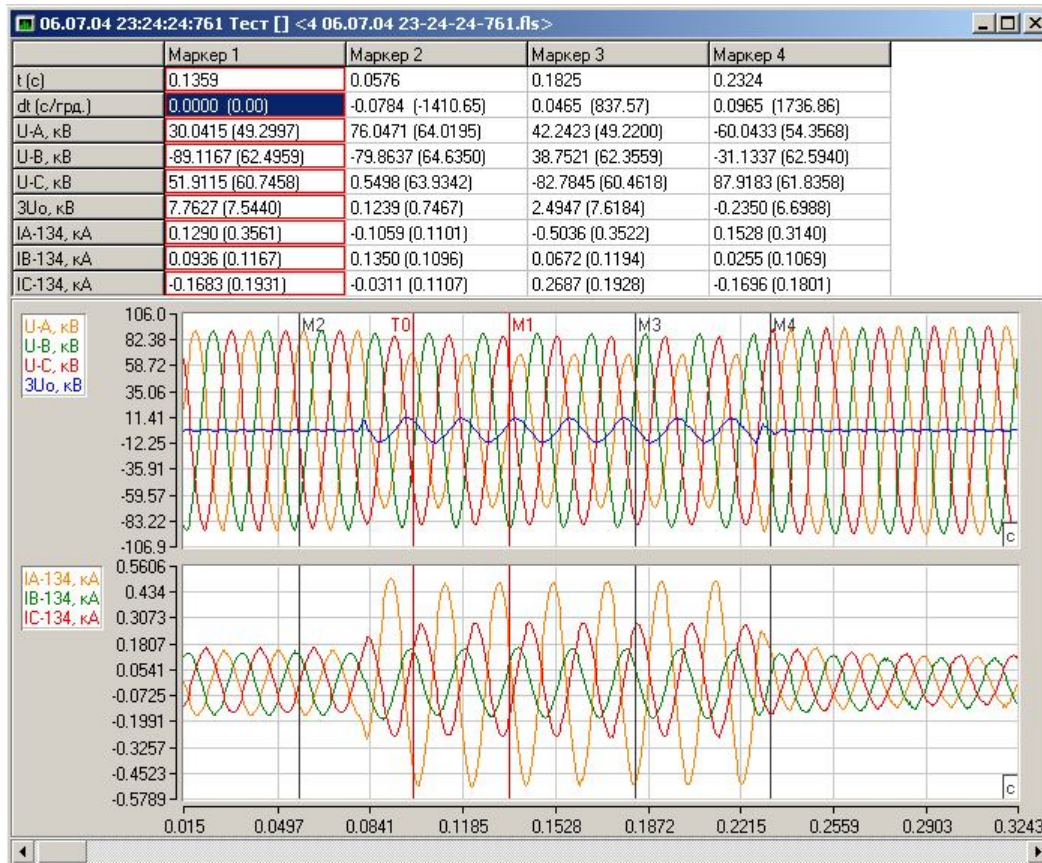 06.07.04 23:24:24:761 Тест [] <4 06.07.04 23-24-24-761.fls>
Маркер 1 Маркер 2 Маркер 3 Маркер 4
t (с) 0.1359 0.0576 0.1825 0.2324
dt (с/грд.) 0.0000 (0.00) -0.0784 (-1410.65) 0.0465 (837.57) 0.0965 (1736.86)
U-A, кВ 30.0415 (49.2997) 76.0471 (64.0195) 42.2423 (49.2200) -60.0433 (54.3568)
U-B, кВ -89.1167 (62.4959) -79.8637 (64.6350) 38.7521 (62.3559) -31.1337 (62.5940)
U-C, кВ 51.9115 (60.7458) 0.5498 (63.9342) -82.7845 (60.4618) 87.9183 (61.8358)
3Uo, кВ 7.7627 (7.5440) 0.1239 (0.7467) 2.4947 (7.6184) -0.2350 (6.6988)
IA-134, кА 0.1290 (0.3561) -0.1059 (0.1101) -0.5036 (0.3522) 0.1528 (0.3140)
IB-134, кА 0.0936 (0.1167) 0.1350 (0.1096) 0.0672 (0.1194) 0.0255 (0.1069)
IC-134, кА -0.1683 (0.1931) -0.0311 (0.1107) 0.2687 (0.1928) -0.1696 (0.1801)
U-A, кВ
U-B, кВ
U-C, кВ
3Uo, кВ
106.0
82.38
58.72
35.06
11.41
-12.25
-35.91
-59.57
-83.22
-106.9
M2 T0 M1 M3 M4
с
IA-134, кА
IB-134, кА
IC-134, кА
0.5606
0.434
0.3073
0.1807
0.0541
-0.0725
-0.1991
-0.3257
-0.4523
-0.5789
с
0.015 0.0497 0.0841 0.1185 0.1528 0.1872 0.2215 0.2559 0.2903 0.3243